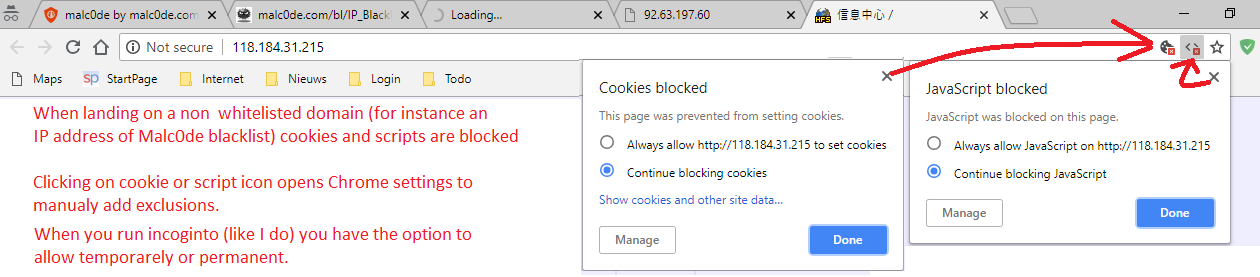 malc0de by malc0de.com
malc0de.com/bl/IP_Blackl
Loading...
92.63.197.60
HFS
信息中心 /
Not secure
118.184.31.215
Maps
sp
StartPage
Internet
Nieuws
Login
Todo
When landing on a non whitelisted domain (for instance an
IP address of Malc0de blacklist) cookies and scripts are blocked
Clicking on cookie or script icon opens Chrome settings to
manualy add exclusions.
When you run incoginto (like I do) you have the option to
allow temporarely or permanent.
Cookies blocked
This page was prevented from setting cookies.
Always allow http://118.184.31.215 to set cookies
Continue blocking cookies
Show cookies and other site data...
Manage
Done
JavaScript blocked
JavaScript was blocked on this page.
Always allow JavaScript on http://118.184.31.215
Continue blocking JavaScript
Manage
Done